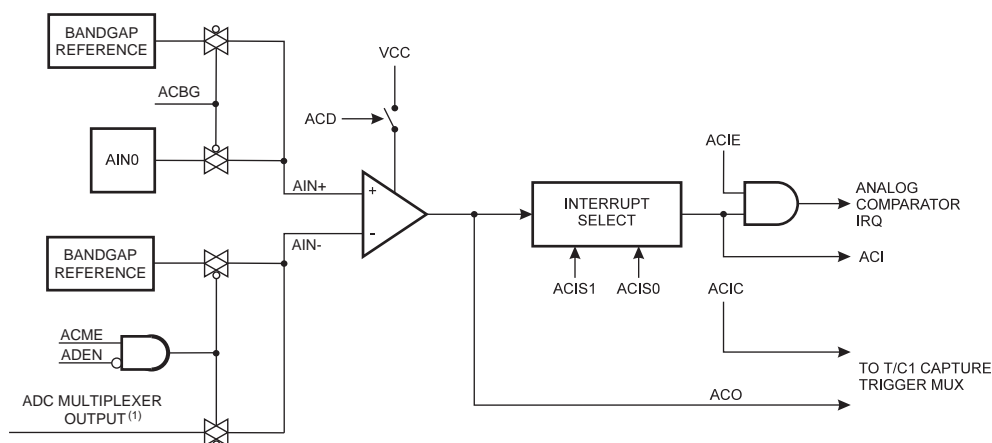 BANDGAP
REFERENCE
ACBG
AIN0
VCC
ACD
AIN+
+
-
AIN-
BANDGAP
REFERENCE
ACME
ADEN
ADC MULTIPLEXER
OUTPUT (1)
INTERRUPT
SELECT
ACIS1
ACIS0
ACIE
ANALOG
COMPARATOR
IRQ
ACI
ACIC
TO T/C1 CAPTURE
TRIGGER MUX
ACO